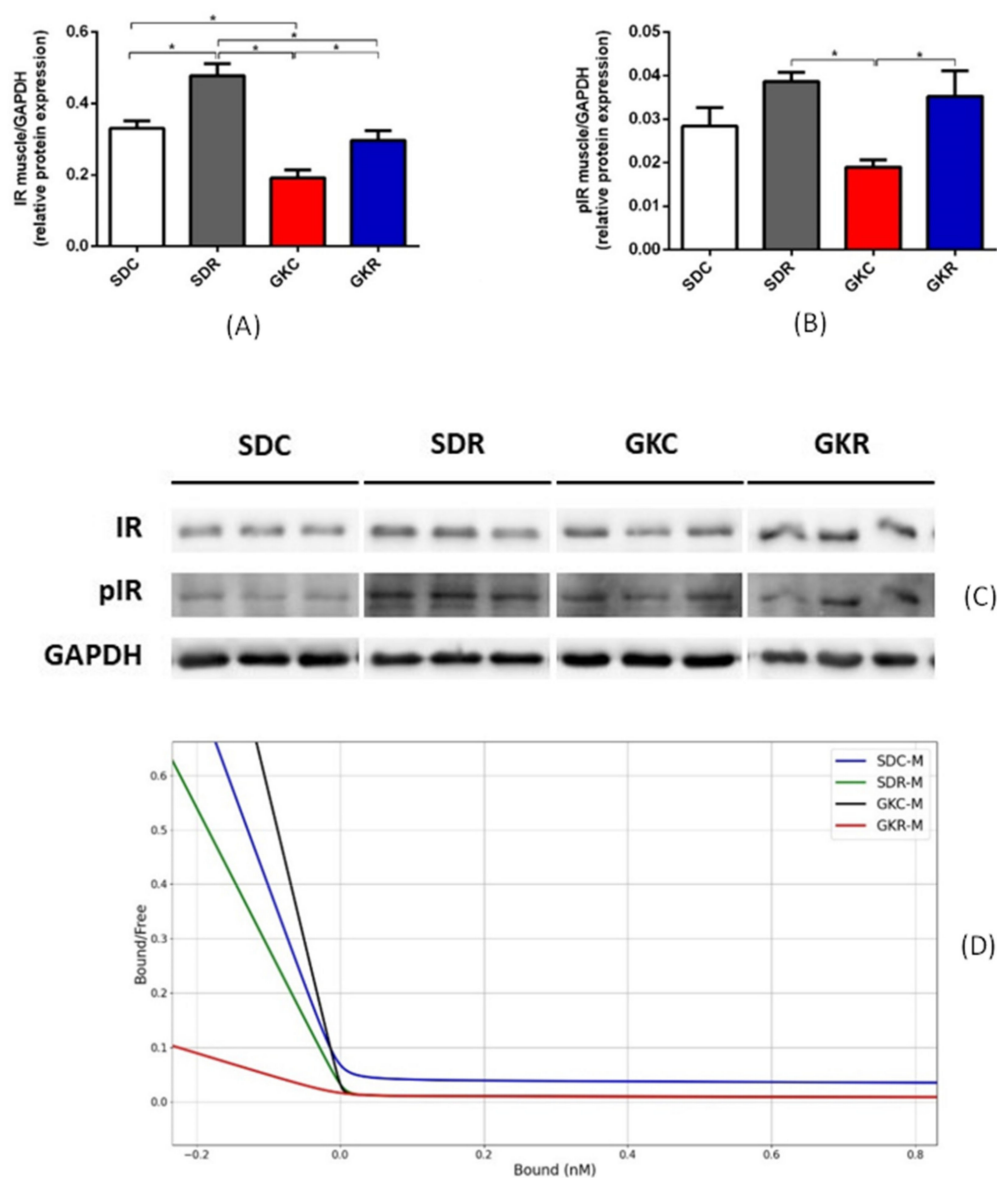 IR muscle/GAPDH
(relative protein expression)
0.6
0.4
0.2
0.0
*
*
*
*
*
*
SDC
SDR
GKC
GKR
(A)
pIR muscle/GAPDH
(relative protein expression)
0.05
0.04
0.03
0.02
0.01
0.00
*
*
SDC
SDR
GKC
GKR
(B)
SDC SDR GKC GKR
IR
pIR
(C)
GAPDH
Bound/Free
0.6
0.5
0.4
0.3
0.2
0.1
0.0
SDC-M
SDR-M
GKC-M
GKR-M
(D)
−0.2 0.0 0.2 0.4 0.6 0.8
Bound (nM)